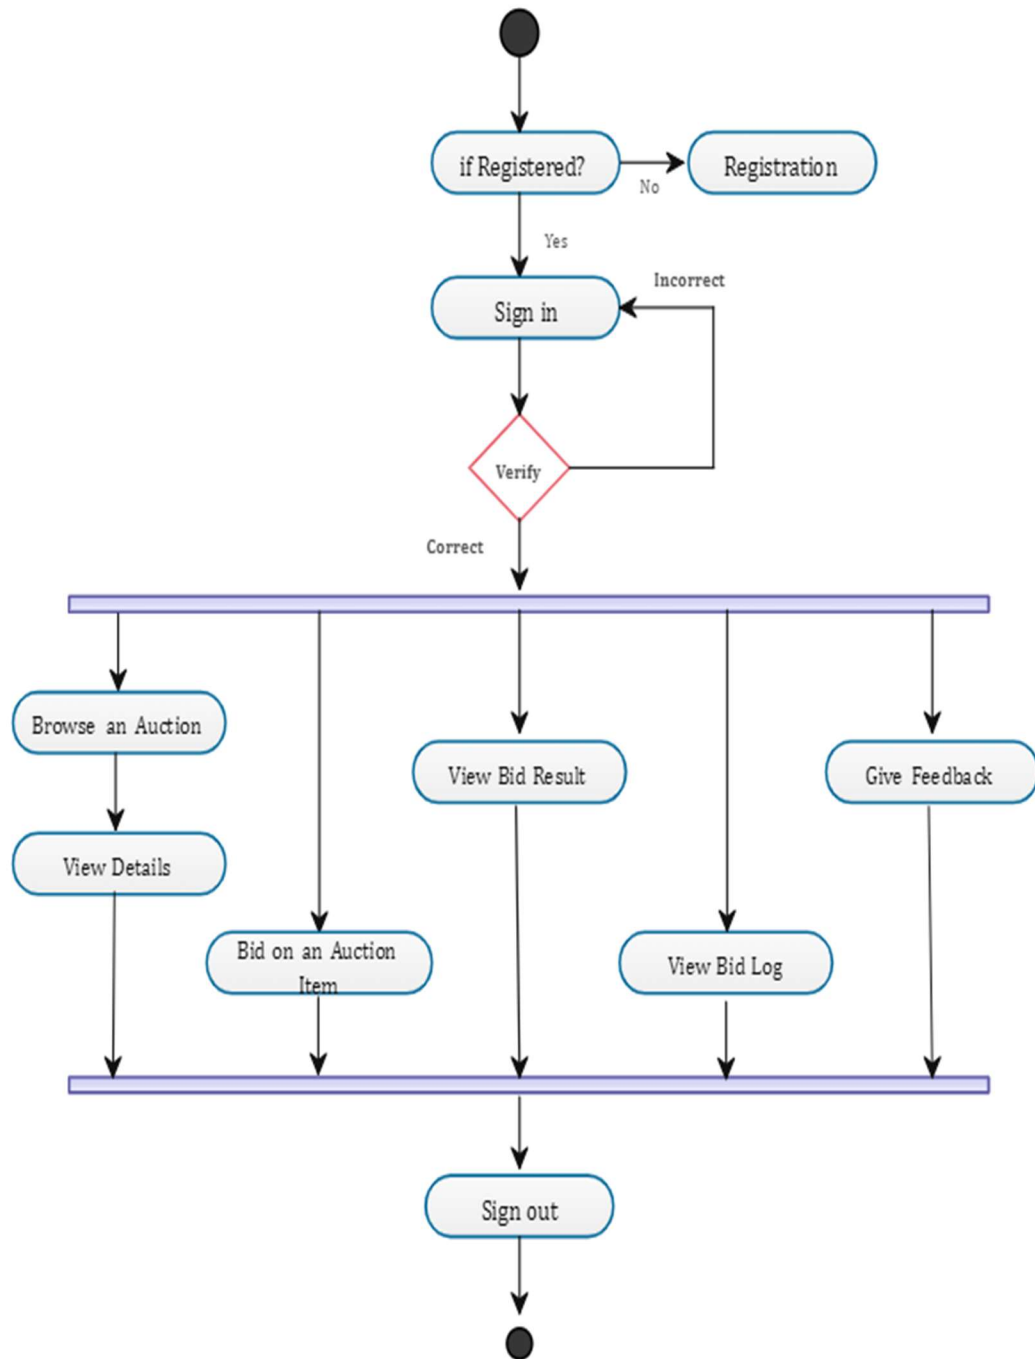 if Registered?
Registration
No
Yes
Incorrect
Sign in
Verify
Correct
Browse an Auction
View Bid Result
Give Feedback
View Details
Bid on an Auction
Item
View Bid Log
Sign out